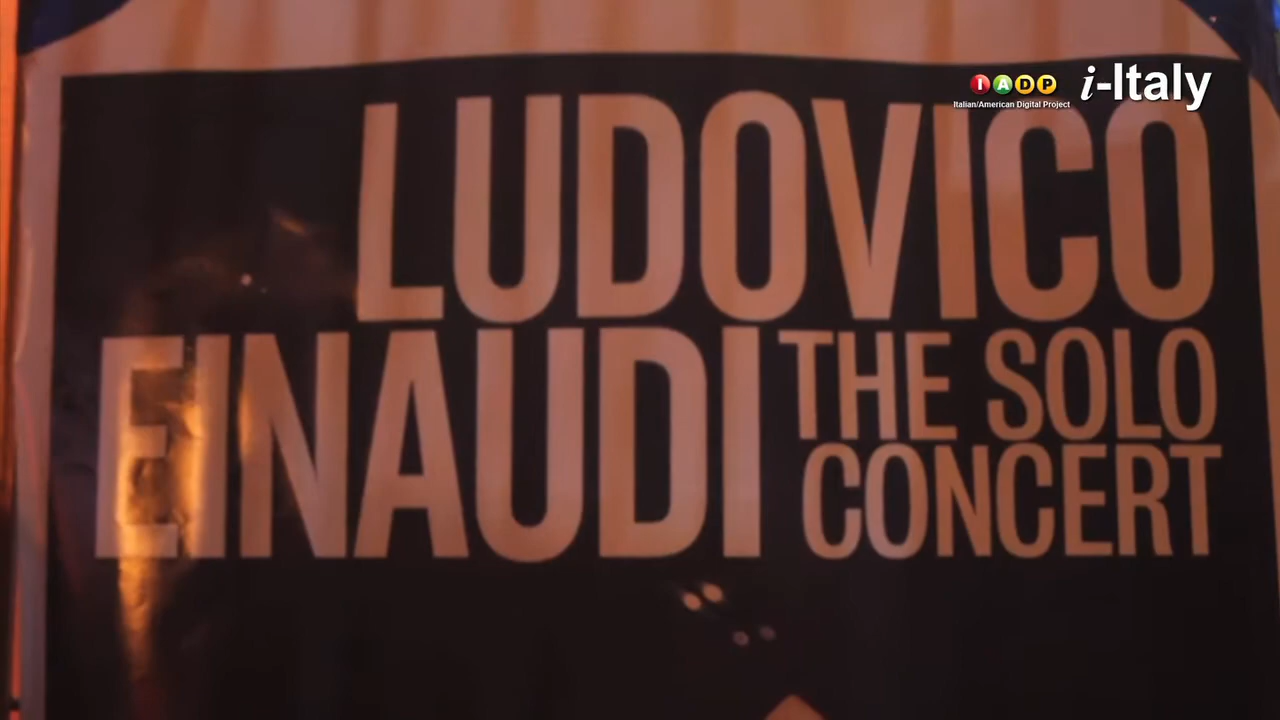 IADP
Italian/American Digital Project
i-Italy
LUDOVICO
EINAUDI THE SOLO
CONCERT